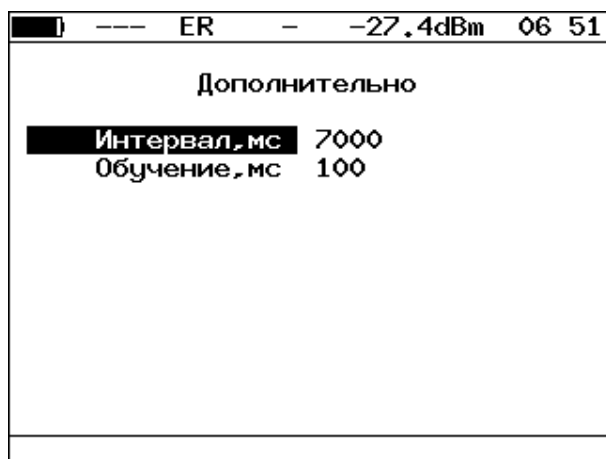 --- ER - -27.4dBm 06 51
Дополнительно
Интервал,мс 7000
Обучение,мс 100